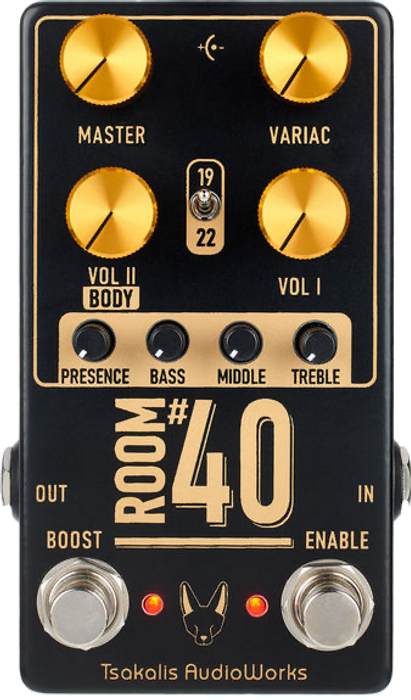 MASTER VARIAC
19
22
VOL II VOL I
BODY
PRESENCE BASS MIDDLE TREBLE
ROOM #40
OUT IN
BOOST ENABLE
Tsakalis AudioWorks